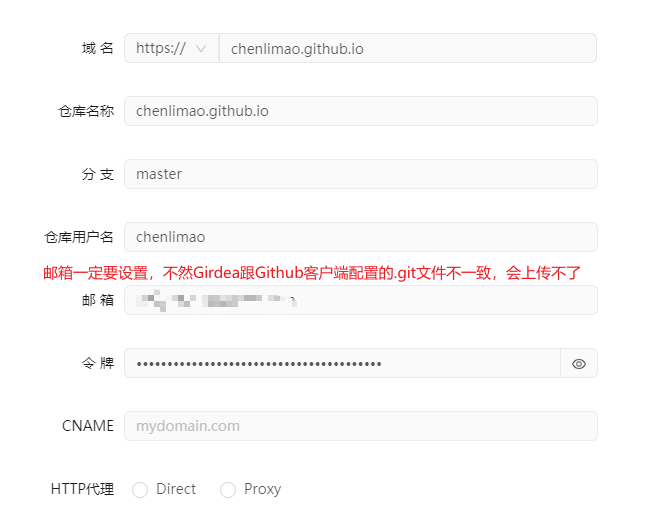 域 名 https:// chenlimao.github.io
仓库名称 chenlimao.github.io
分 支 master
仓库用户名 chenlimao
邮箱一定要设置，不然Girdea跟Github客户端配置的.git文件不一致，会上传不了
邮 箱
令 牌 ••••••••••••••••••••••••••••••••••••••••
CNAME mydomain.com
HTTP代理 Direct Proxy